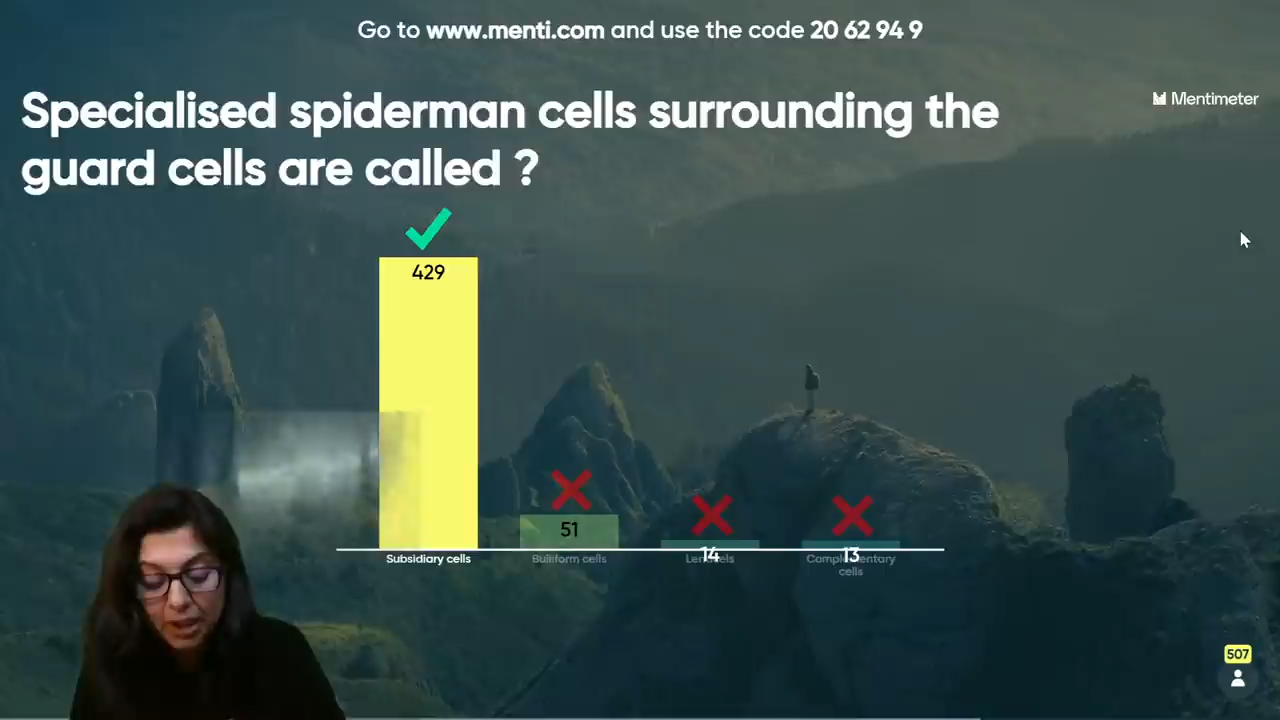 Go to www.menti.com and use the code 20 62 94 9
Mentimeter
Specialised spiderman cells surrounding the
guard cells are called ?
429
51
14
13
Subsidiary cells
Bulliform cells
cells
507